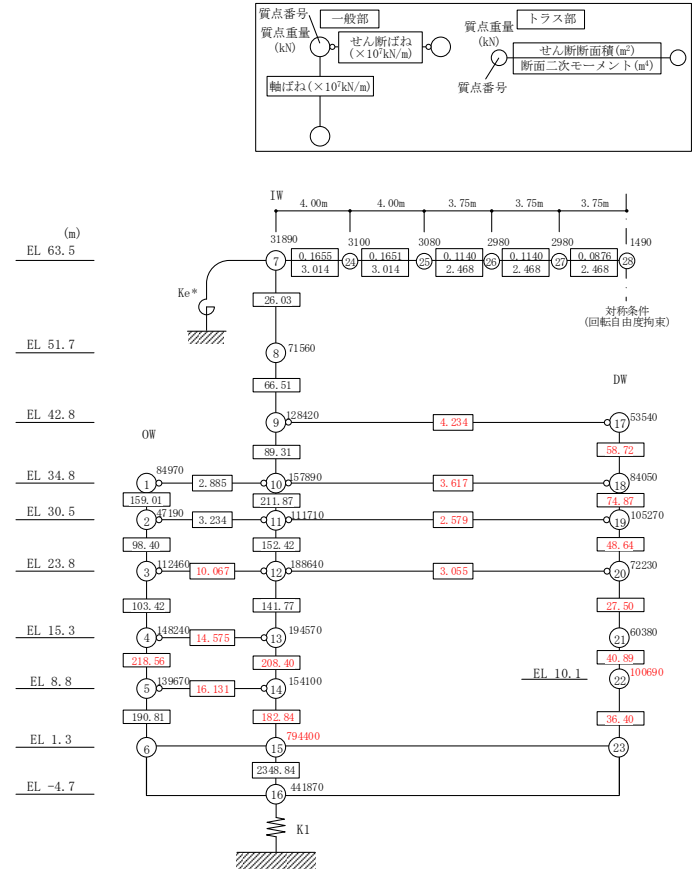 質点番号
一般部
質点重量
(kN)
せん断ばね
(×10⁷kN/m)
軸ばね(×10⁷kN/m)
質点重量
(kN)
トラス部
せん断断面積(m²)
断面二次モーメント(m⁴)
質点番号
IW
4.00m 4.00m 3.75m 3.75m 3.75m
(m)
31890 3100 3080 2980 2980 1490
EL 63.5
7 0.1655 24 0.1651 25 0.1140 26 0.1140 27 0.0876 28
3.014 3.014 2.468 2.468 2.468
Ke*
26.03
対称条件
(回転自由度拘束)
EL 51.7
8 71560
66.51
DW
EL 42.8
9 128420 4.234 17 53540
OW
89.31 58.72
EL 34.8
1 84970 2.885 10 157890 3.617 18 84050
159.01 211.87 74.87
EL 30.5
2 47190 3.234 11 111710 2.579 19 105270
98.40 152.42 48.64
EL 23.8
3 112460 10.067 12 188640 3.055 20 72230
103.42 141.77 27.50
EL 15.3
4 148240 14.575 13 194570 21 60380
218.56 208.40 40.89
EL 8.8
5 139670 16.131 14 154100 EL 10.1 22 100690
190.81 182.84 36.40
EL 1.3
6 15 794400 23
2348.84
EL -4.7
16 441870
K1